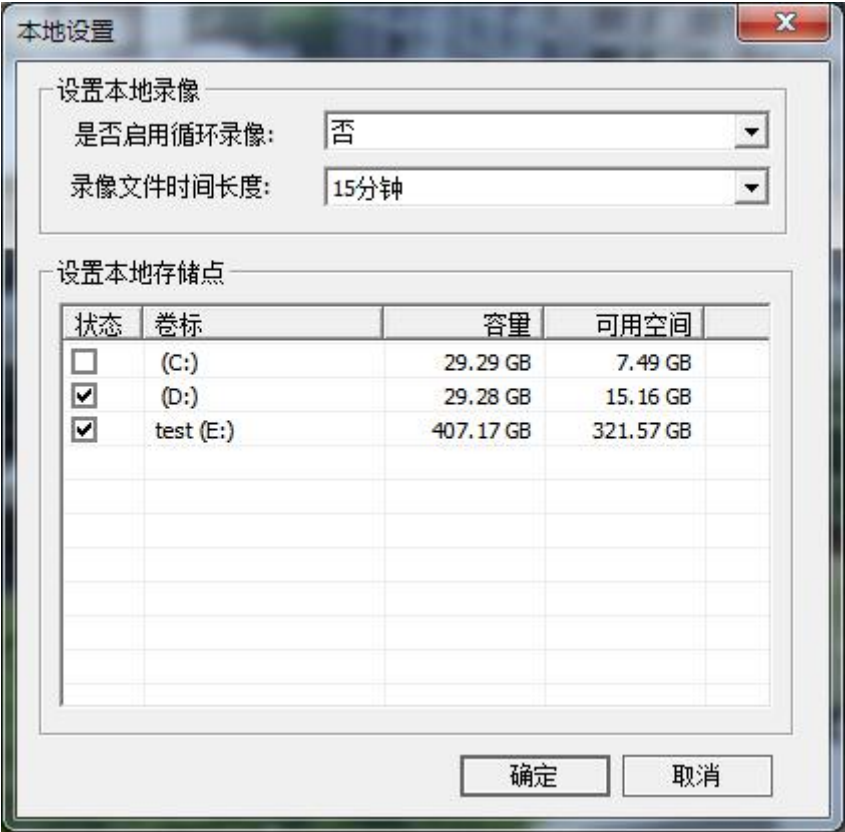 本地设置
设置本地录像
是否启用循环录像: 否
录像文件时间长度: 15分钟
设置本地存储点
状态 卷标 容量 可用空间
(C:) 29.29 GB 7.49 GB
(D:) 29.28 GB 15.16 GB
test (E:) 407.17 GB 321.57 GB
确定 取消